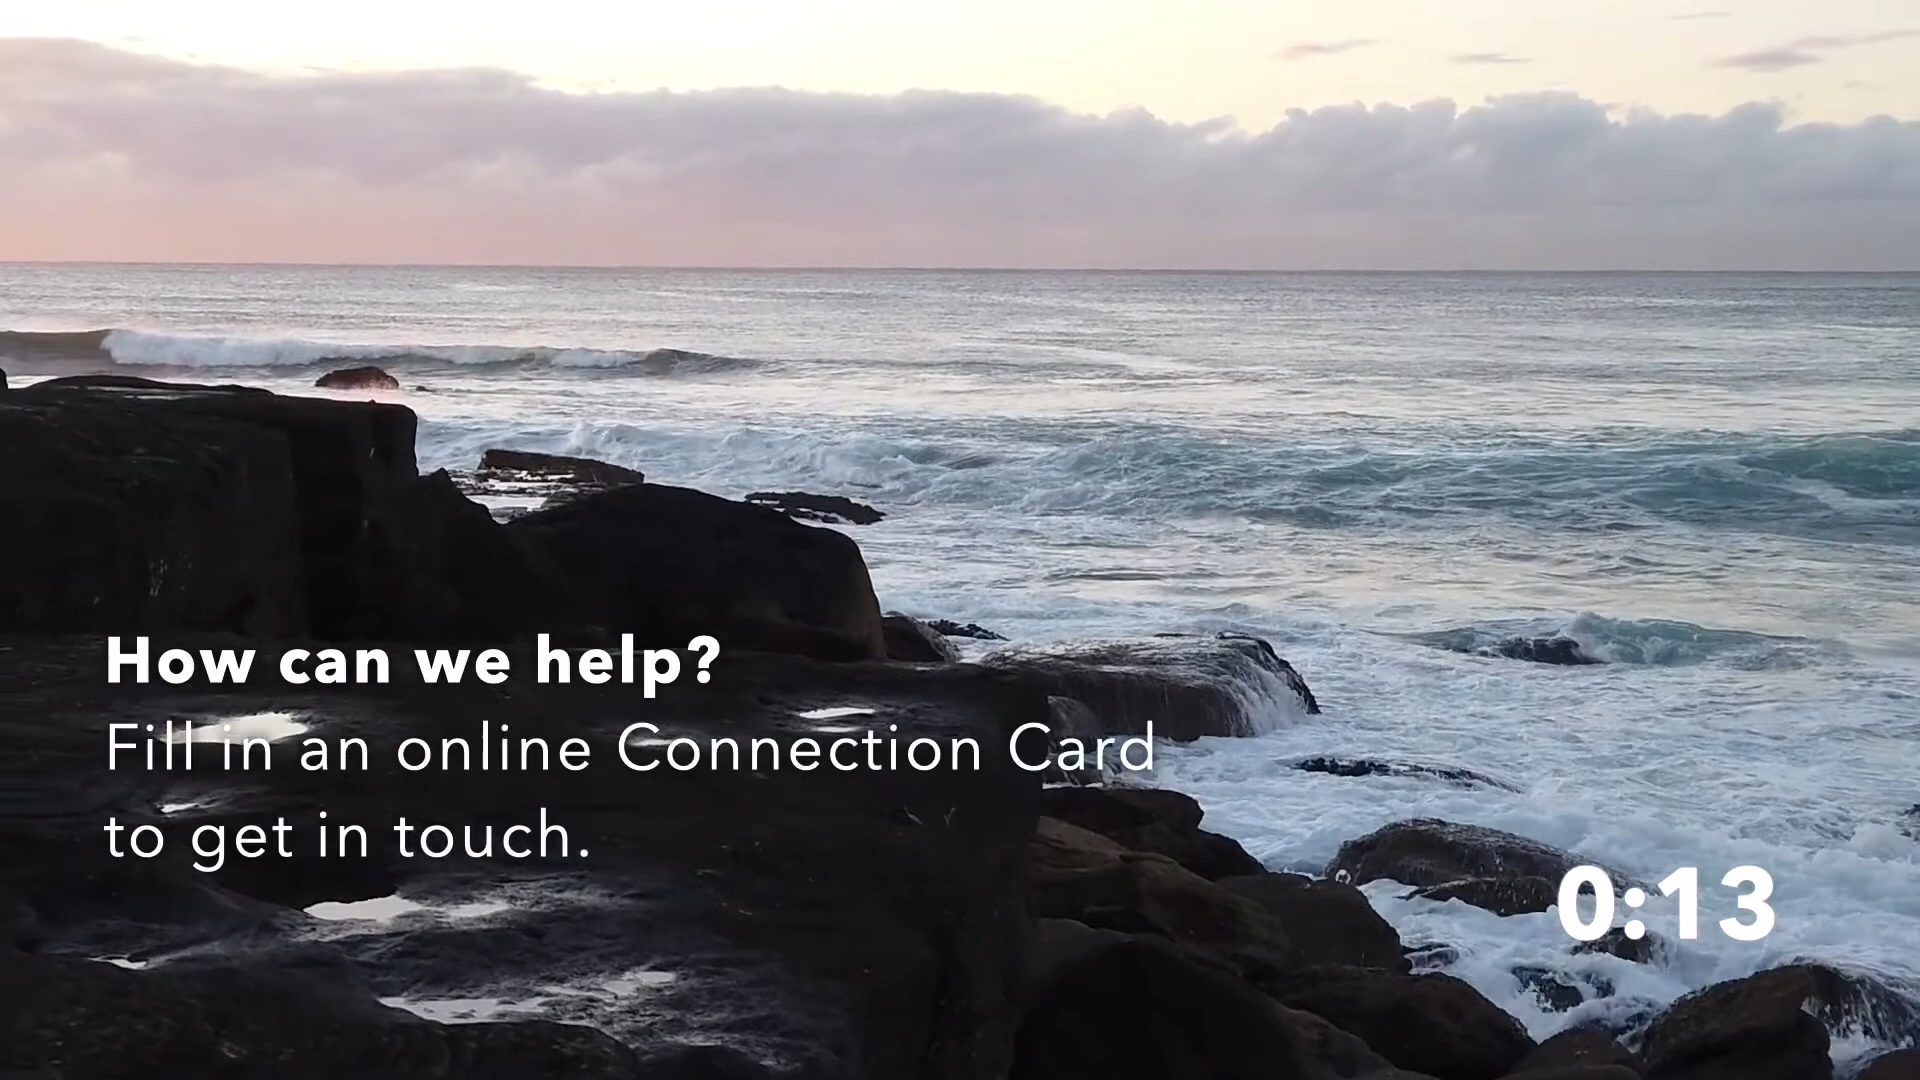 How can we help?
Fill in an online Connection Card
to get in touch.
0:13